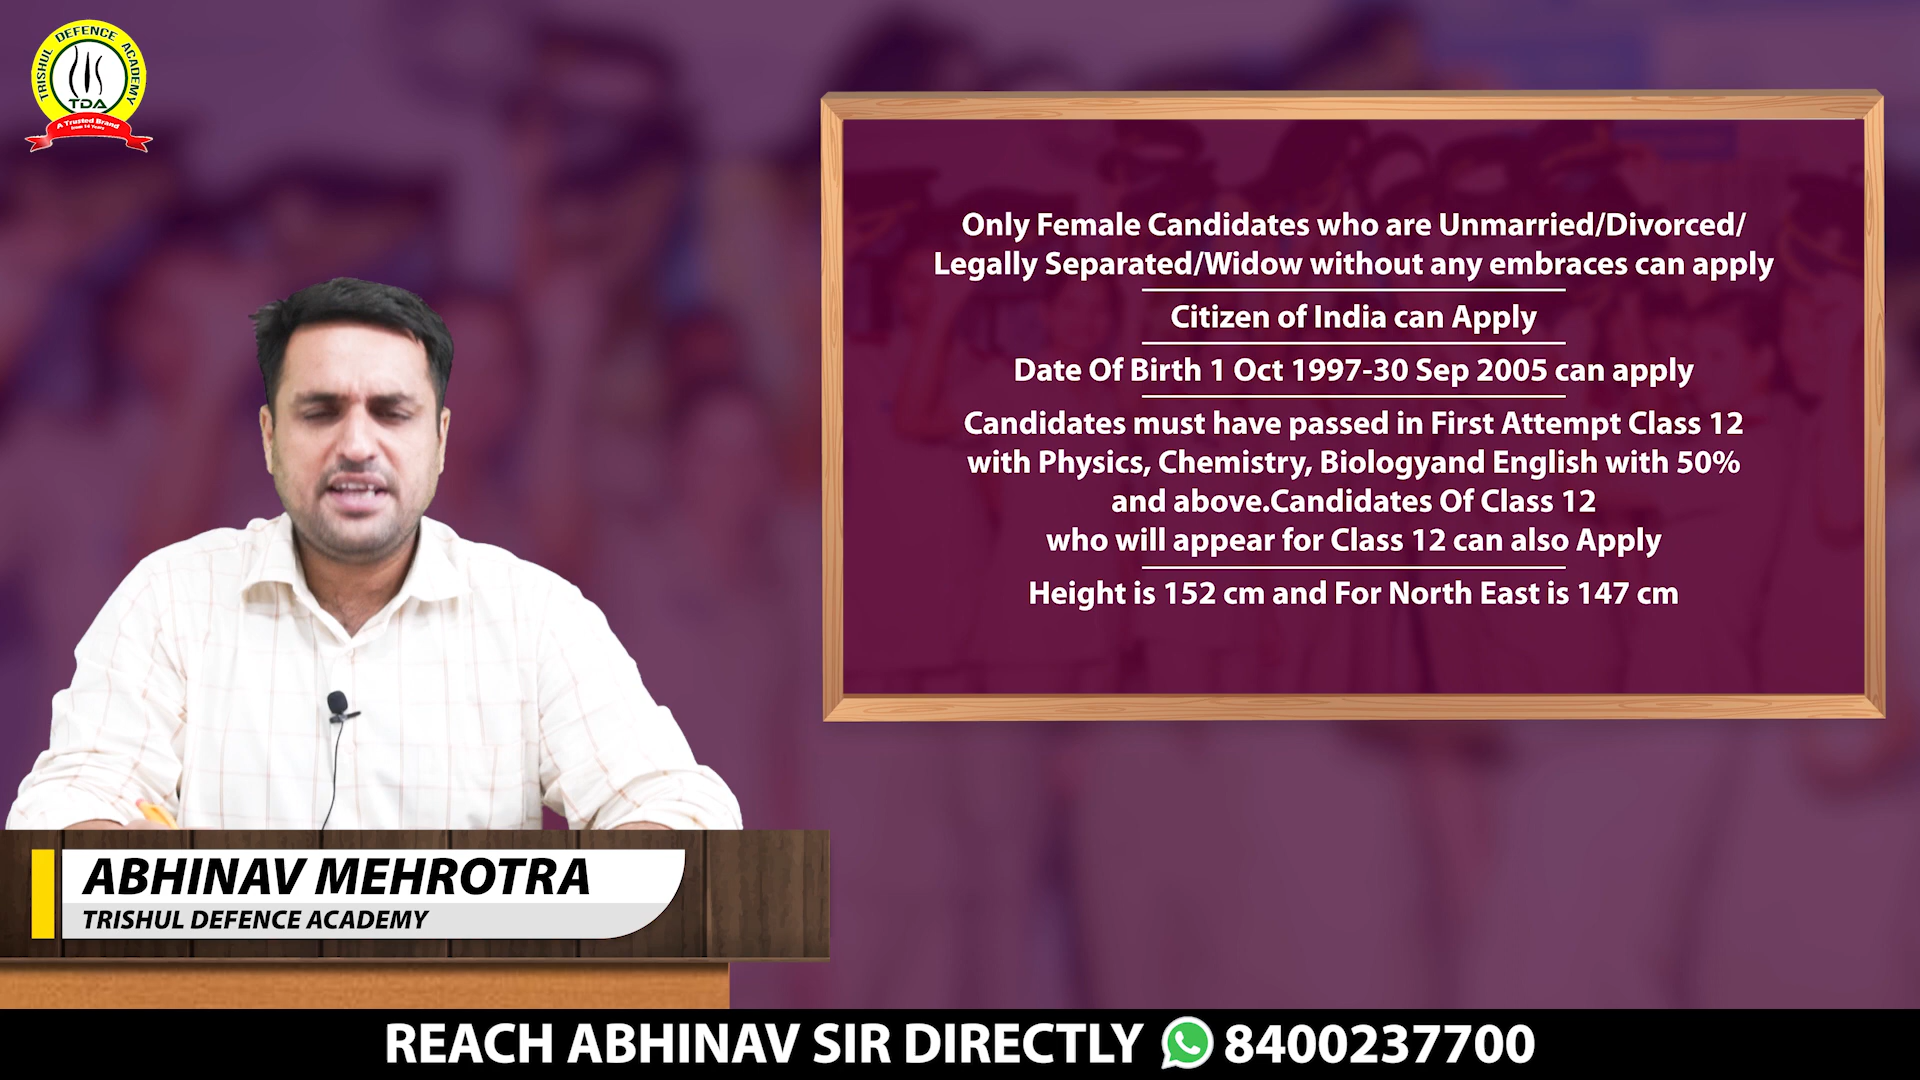 TRISHUL DEFENCE ACADEMY
TDA
A Trusted Brand
Since 14 Years
Only Female Candidates who are Unmarried/Divorced/
Legally Separated/Widow without any embraces can apply
Citizen of India can Apply
Date Of Birth 1 Oct 1997-30 Sep 2005 can apply
Candidates must have passed in First Attempt Class 12
with Physics, Chemistry, Biologyand English with 50%
and above.Candidates Of Class 12
who will appear for Class 12 can also Apply
Height is 152 cm and For North East is 147 cm
ABHINAV MEHROTRA
TRISHUL DEFENCE ACADEMY
REACH ABHINAV SIR DIRECTLY 8400237700